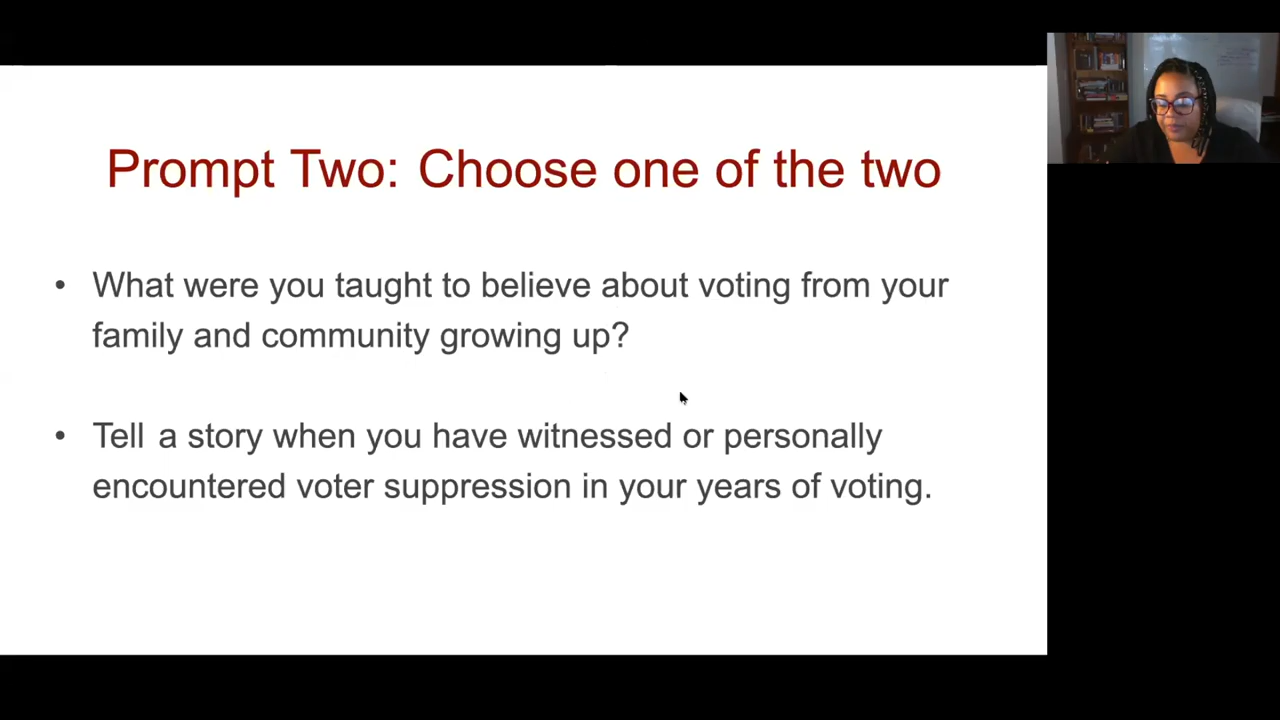 Prompt Two: Choose one of the two
• What were you taught to believe about voting from your
family and community growing up?
• Tell a story when you have witnessed or personally
encountered voter suppression in your years of voting.